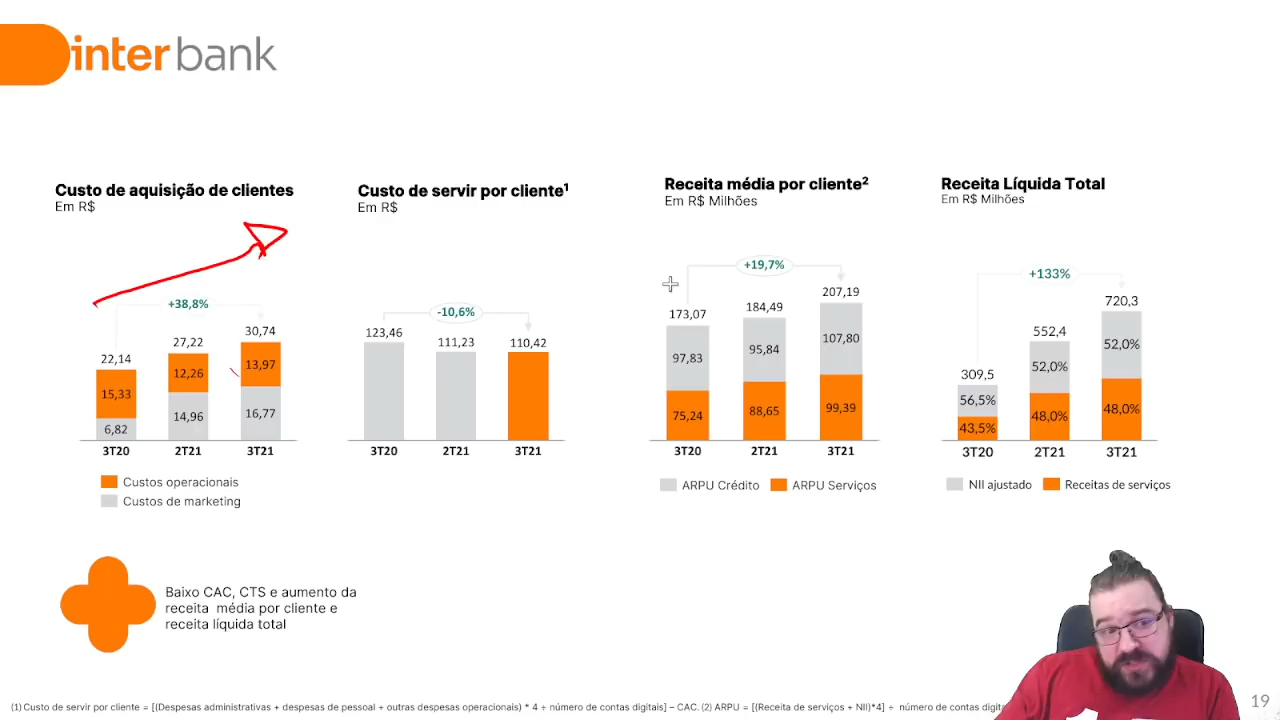 inter bank
Custo de aquisição de clientes
Em R$
+38,8%
22,14
27,22
30,74
15,33
12,26
13,97
6,82
14,96
16,77
3T20
2T21
3T21
Custos operacionais
Custos de marketing
Custo de servir por cliente¹
Em R$
-10,6%
123,46
111,23
110,42
3T20
2T21
3T21
Receita média por cliente²
Em R$ Milhões
+19,7%
173,07
184,49
207,19
97,83
95,84
107,80
75,24
88,65
99,39
3T20
2T21
3T21
ARPU Crédito
ARPU Serviços
Receita Líquida Total
Em R$ Milhões
+133%
309,5
552,4
720,3
56,5%
52,0%
52,0%
43,5%
48,0%
48,0%
3T20
2T21
3T21
NII ajustado
Receitas de serviços
Baixo CAC, CTS e aumento da
receita média por cliente e
receita líquida total
(1) Custo de servir por cliente = [(Despesas administrativas + despesas de pessoal + outras despesas operacionais) * 4 ÷ número de contas digitais] – CAC. (2) ARPU = [(Receita de serviços + NII)*4] ÷ número de contas
19